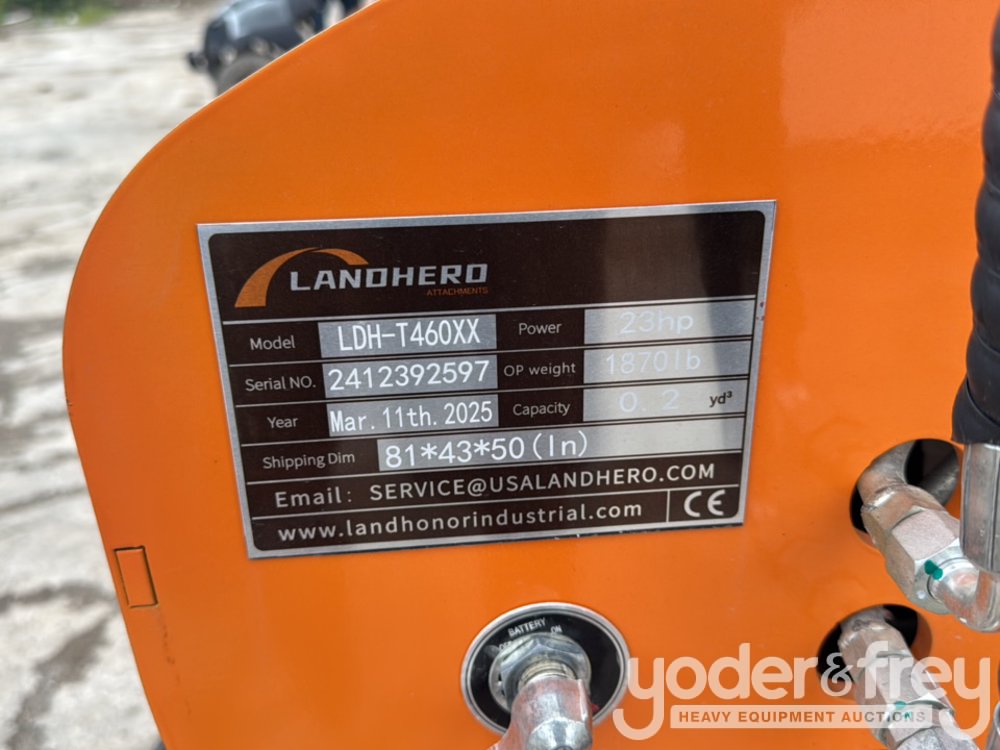 LANDHERO
ATTACHMENTS
Model LDH-T460XX Power 23hp
Serial NO. 2412392597 OP weight 1870lb
Year Mar. 11th. 2025 Capacity 0.2 yd³
Shipping Dim 81*43*50(In)
Email: SERVICE@USALANDHERO.COM
www.landhonorindustrial.com CE
BATTERY
OFF ON
yoder&frey
HEAVY EQUIPMENT AUCTIONS